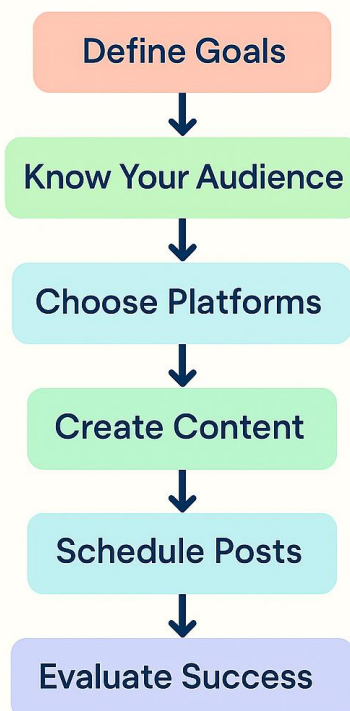 Define Goals
Know Your Audience
Choose Platforms
Create Content
Schedule Posts
Evaluate Success